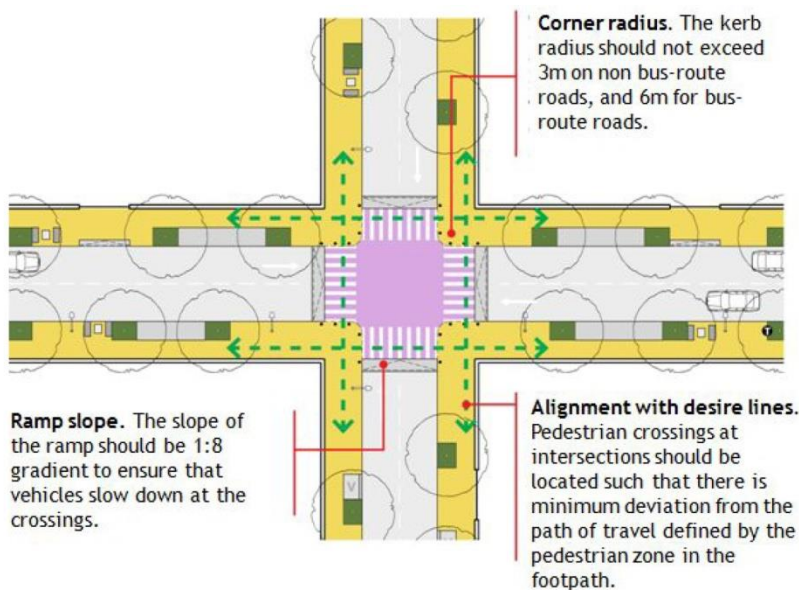 Corner radius. The kerb
radius should not exceed
3m on non bus-route
roads, and 6m for bus-
route roads.
T
Ramp slope. The slope of
the ramp should be 1:8
gradient to ensure that
vehicles slow down at the
crossings.
V
Alignment with desire lines.
Pedestrian crossings at
intersections should be
located such that there is
minimum deviation from the
path of travel defined by the
pedestrian zone in the
footpath.